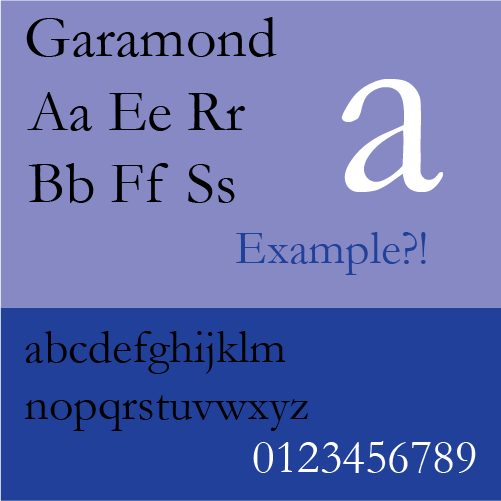 Garamond
Aa Ee Rr
a
Bb Ff Ss
Example?!
abcdefghijklm
nopqrstuvwxyz
0123456789